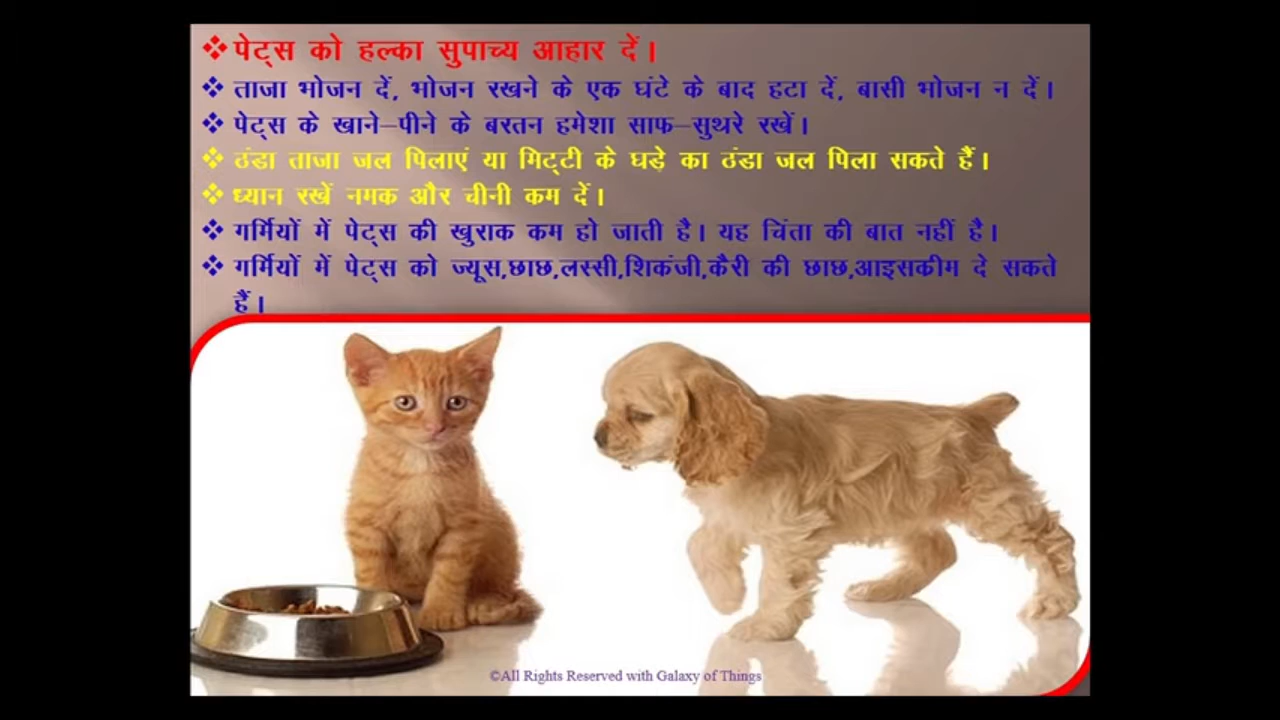 ❖ पेट्स को हल्का सुपाच्य आहार दें।
❖ ताजा भोजन दें, भोजन रखने के एक घंटे के बाद हटा दें, बासी भोजन न दें।
❖ पेट्स के खाने–पीने के बरतन हमेशा साफ–सुथरे रखें।
❖ ठंडा ताजा जल पिलाएं या मिट्टी के घड़े का ठंडा जल पिला सकते हैं।
❖ ध्यान रखें नमक और चीनी कम दें।
❖ गर्मियों में पेट्स की खुराक कम हो जाती है। यह चिंता की बात नहीं है।
❖ गर्मियों में पेट्स को ज्यूस,छाछ,लस्सी,शिकंजी,कैरी की छाछ,आइसकीम दे सकते
हैं।
©All Rights Reserved with Galaxy of Things